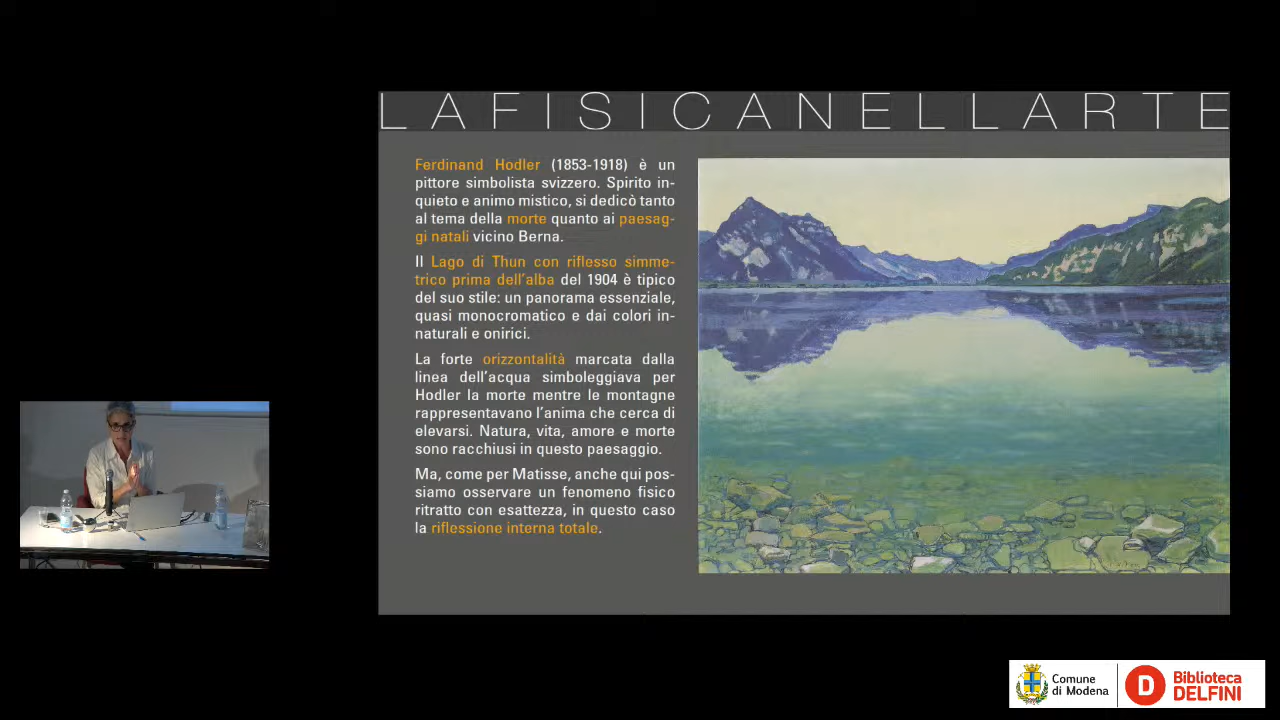 LAFISICANELLARTE
Ferdinand Hodler (1853-1918) è un
pittore simbolista svizzero. Spirito in-
quieto e animo mistico, si dedicò tanto
al tema della morte quanto ai paesag-
gi natali vicino Berna.
Il Lago di Thun con riflesso simme-
trico prima dell'alba del 1904 è tipico
del suo stile: un panorama essenziale,
quasi monocromatico e dai colori in-
naturali e onirici.
La forte orizzontalità marcata dalla
linea dell'acqua simboleggiava per
Hodler la morte mentre le montagne
rappresentavano l'anima che cerca di
elevarsi. Natura, vita, amore e morte
sono racchiusi in questo paesaggio.
Ma, come per Matisse, anche qui pos-
siamo osservare un fenomeno fisico
ritratto con esattezza, in questo caso
la riflessione interna totale.
Comune
di Modena
D
Biblioteca
DELFINI